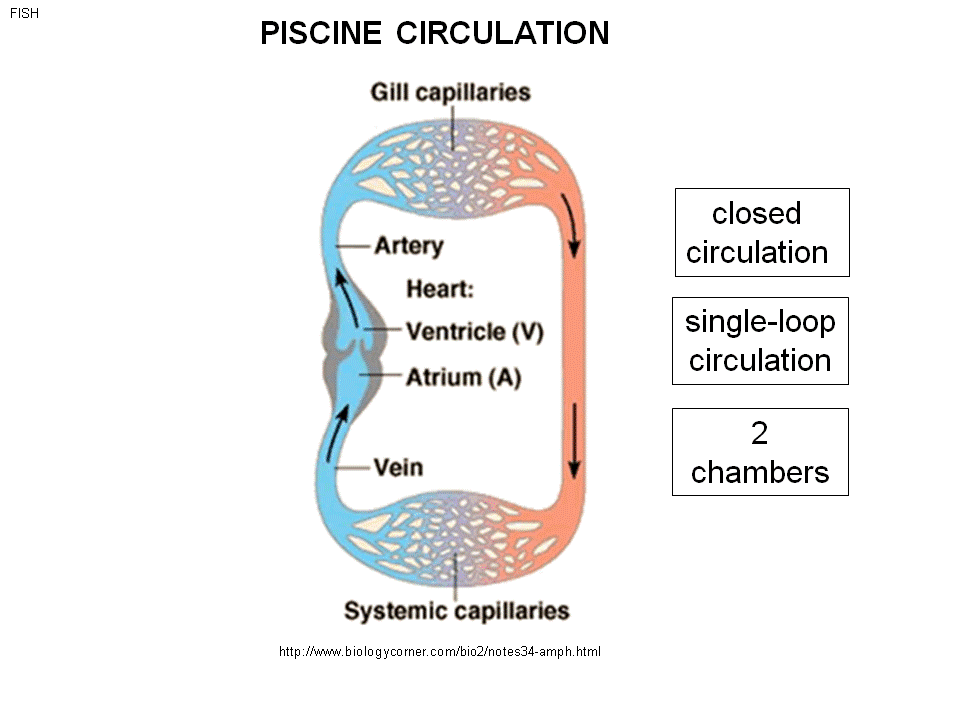 FISH
PISCINE CIRCULATION
Gill capillaries
Artery
Heart:
Ventricle (V)
Atrium (A)
Vein
Systemic capillaries
closed
circulation
single-loop
circulation
2
chambers
http://www.biologycorner.com/bio2/notes34-amph.html